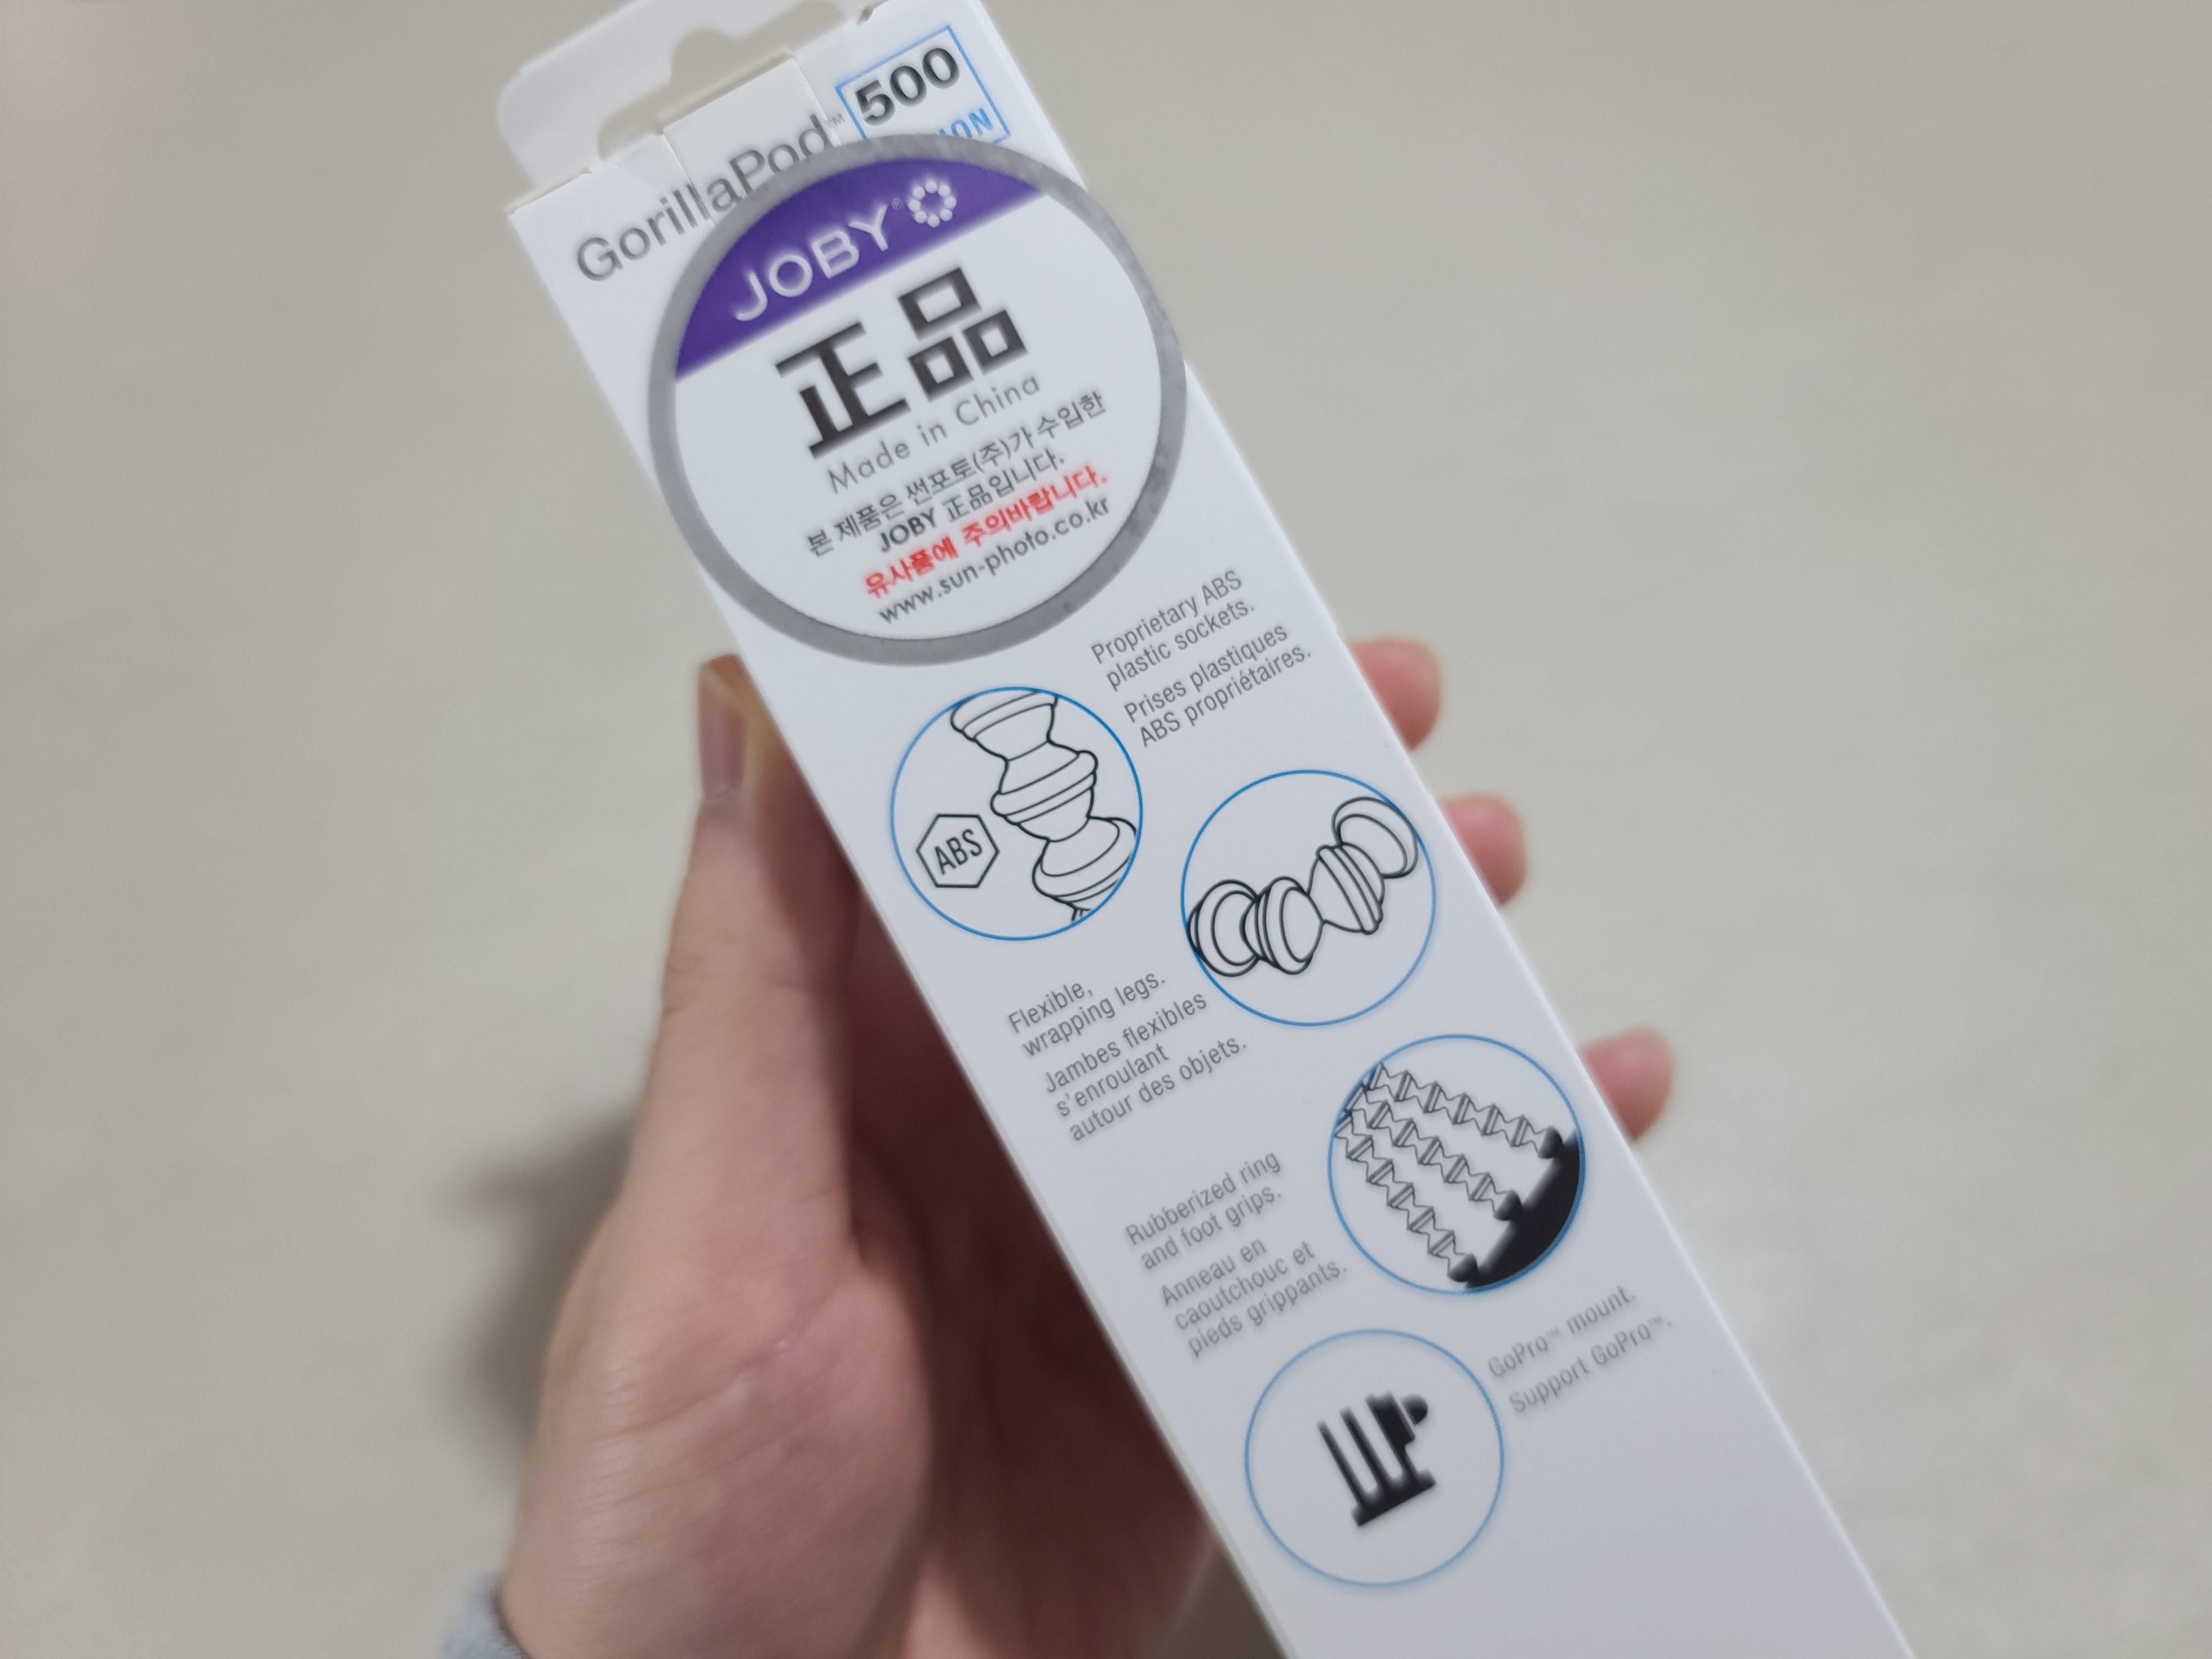 GorillaPod™
500
JOBY®
正品
Made in China
본 제품은 썬포토(주)가 수입한
JOBY 正品입니다.
유사품에 주의바랍니다.
www.sun-photo.co.kr
Proprietary ABS
plastic sockets.
Prises plastiques
ABS propriétaires.
ABS
Flexible,
wrapping legs.
Jambes flexibles
s'enroulant
autour des objets.
Rubberized ring
and foot grips.
Anneau en
caoutchouc et
pieds grippants.
GoPro™ mount.
Support GoPro™.